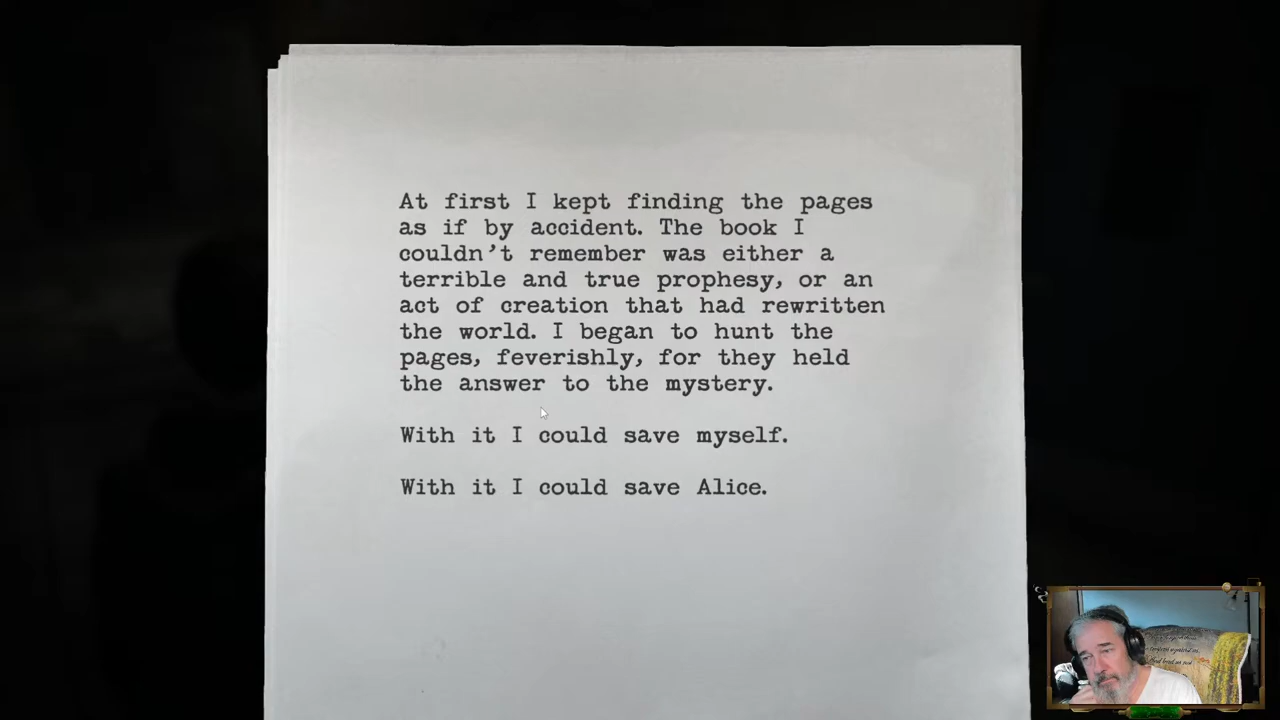 At first I kept finding the pages
as if by accident. The book I
couldn't remember was either a
terrible and true prophesy, or an
act of creation that had rewritten
the world. I began to hunt the
pages, feverishly, for they held
the answer to the mystery.
With it I could save myself.
With it I could save Alice.